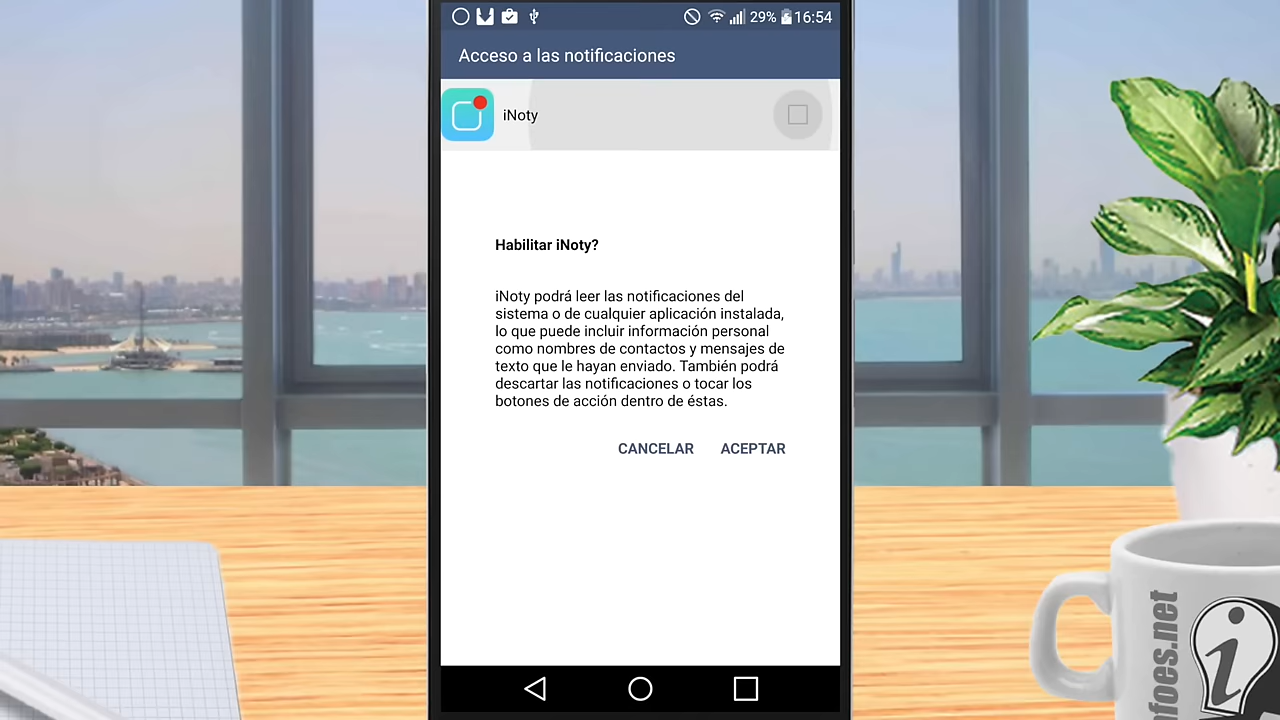 29% 16:54
Acceso a las notificaciones
iNoty
Habilitar iNoty?
iNoty podrá leer las notificaciones del
sistema o de cualquier aplicación instalada,
lo que puede incluir información personal
como nombres de contactos y mensajes de
texto que le hayan enviado. También podrá
descartar las notificaciones o tocar los
botones de acción dentro de éstas.
CANCELAR ACEPTAR
foes.net
i